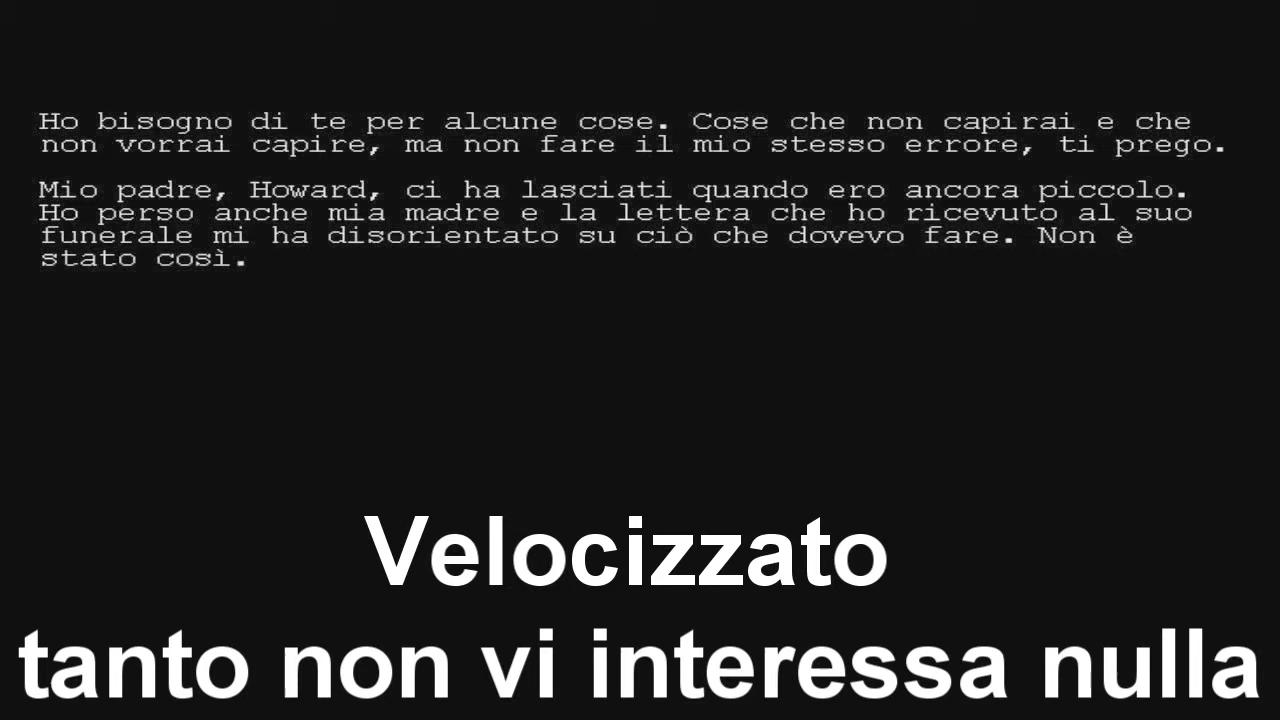 Ho bisogno di te per alcune cose. Cose che non capirai e che
non vorrai capire, ma non fare il mio stesso errore, ti prego.
Mio padre, Howard, ci ha lasciati quando ero ancora piccolo.
Ho perso anche mia madre e la lettera che ho ricevuto al suo
funerale mi ha disorientato su ciò che dovevo fare. Non è
stato così.
Velocizzato
tanto non vi interessa nulla